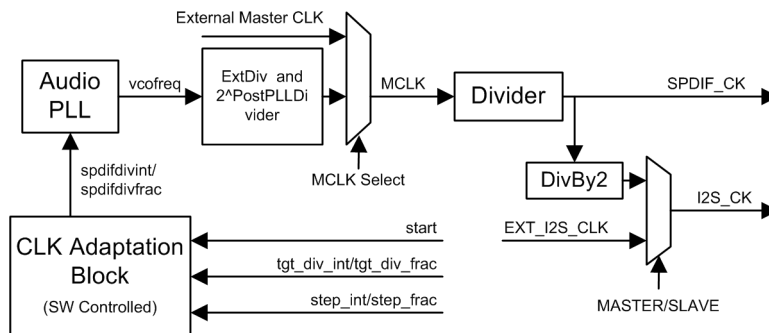 External Master CLK
Audio
PLL
vcofreq
ExtDiv and
2^PostPLLDi
vider
MCLK
Divider
SPDIF_CK
MCLK Select
spdifdivint/
spdifdivfrac
DivBy2
I2S_CK
EXT_I2S_CLK
MASTER/SLAVE
CLK Adaptation
Block
(SW Controlled)
start
tgt_div_int/tgt_div_frac
step_int/step_frac